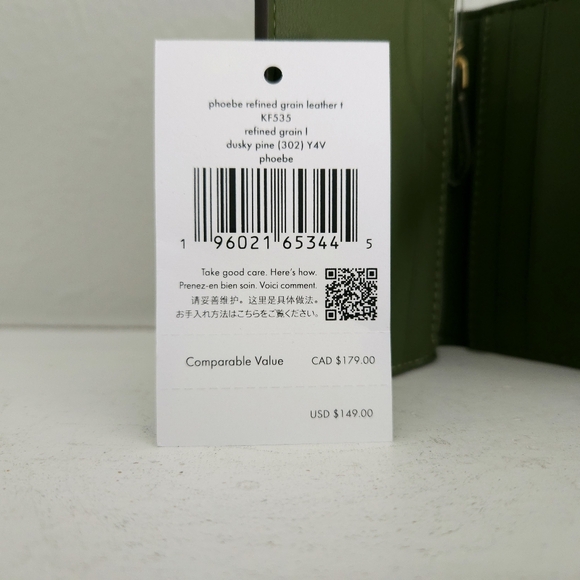 phoebe refined grain leather t
KF535
refined grain l
dusky pine (302) Y4V
phoebe
1 96021 65344 5
Take good care. Here's how.
Prenez-en bien soin. Voici comment.
请妥善维护。这里是具体做法。
お手入れ方法はこちらをご覧ください。
Comparable Value CAD $179.00
USD $149.00